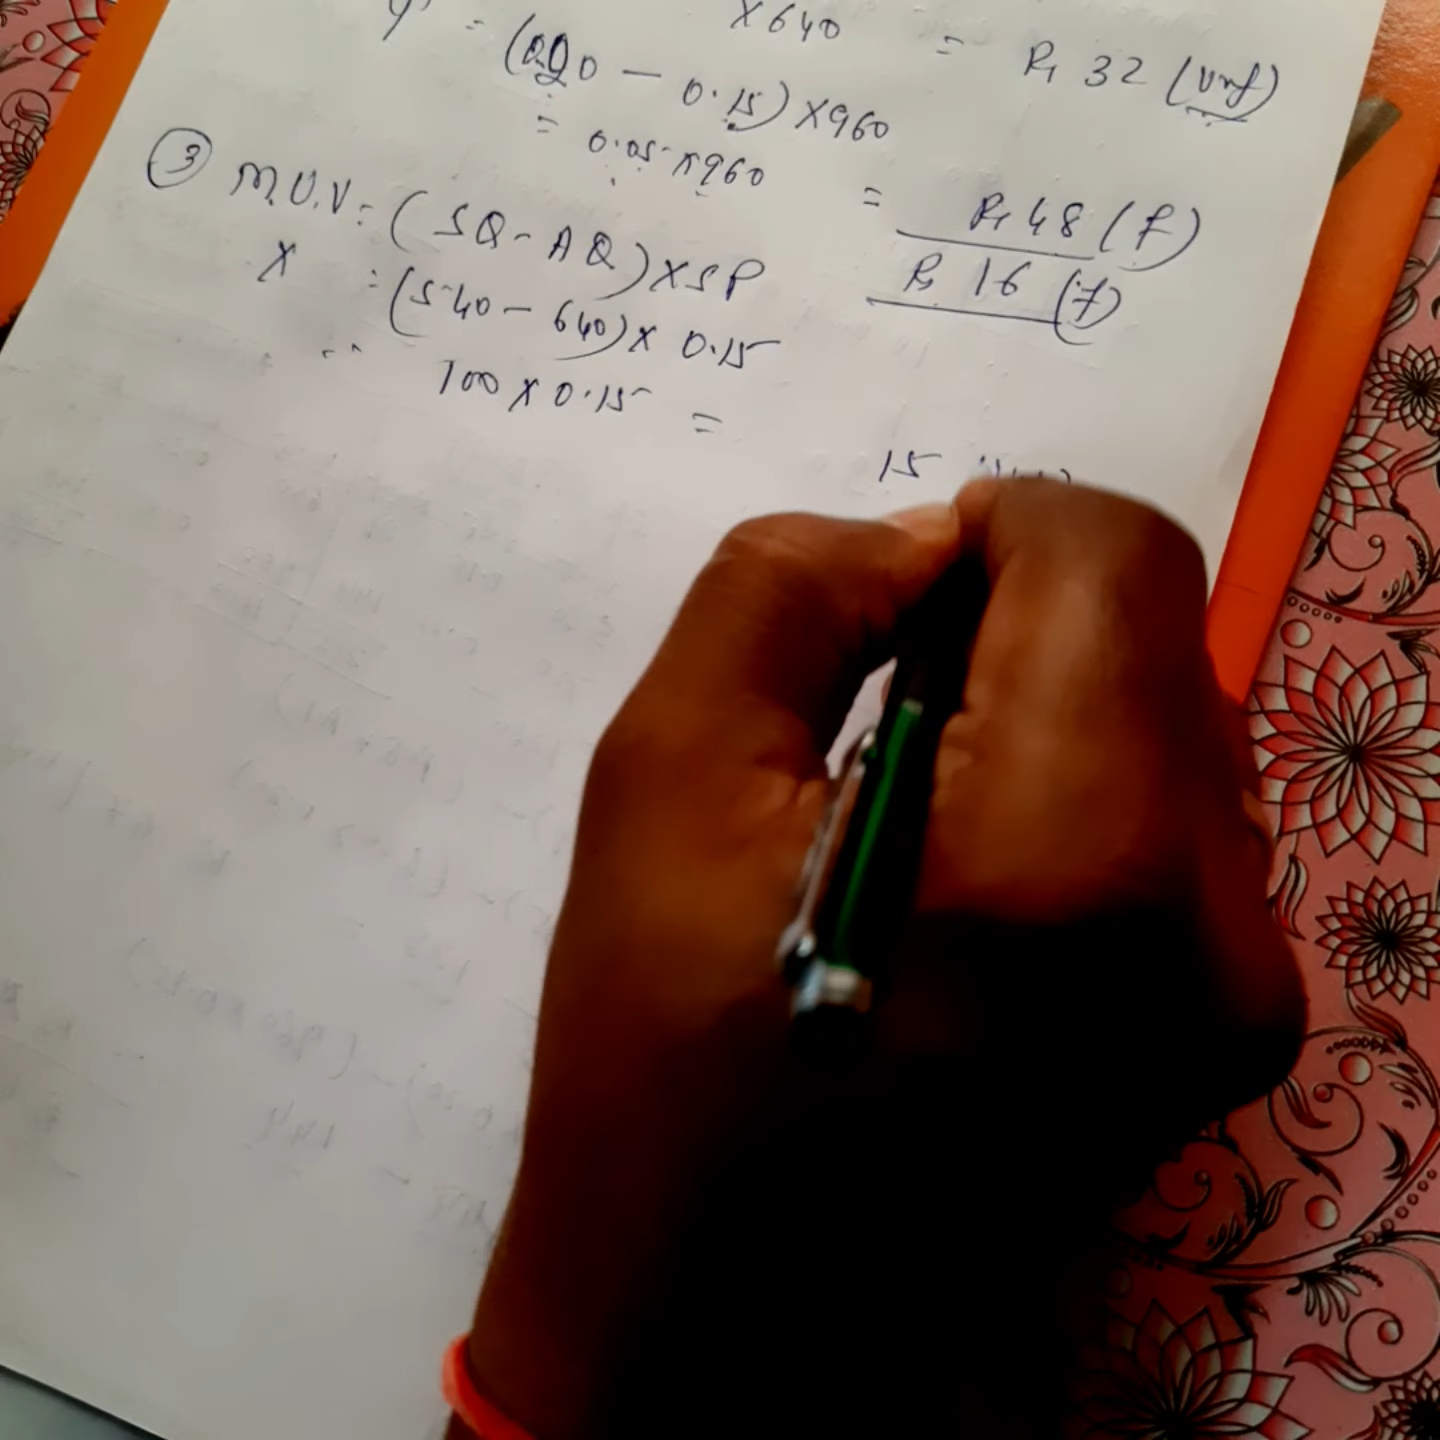 X640 = Rs 32 (Unf)
y = (0.20 - 0.15) X960
= 0.05 X960 = Rs 48 (F)
Rs 16 (F)
③ M.U.V = (SQ - AQ) X SP
X = (540 - 640) X 0.15
100 X 0.15 =
15